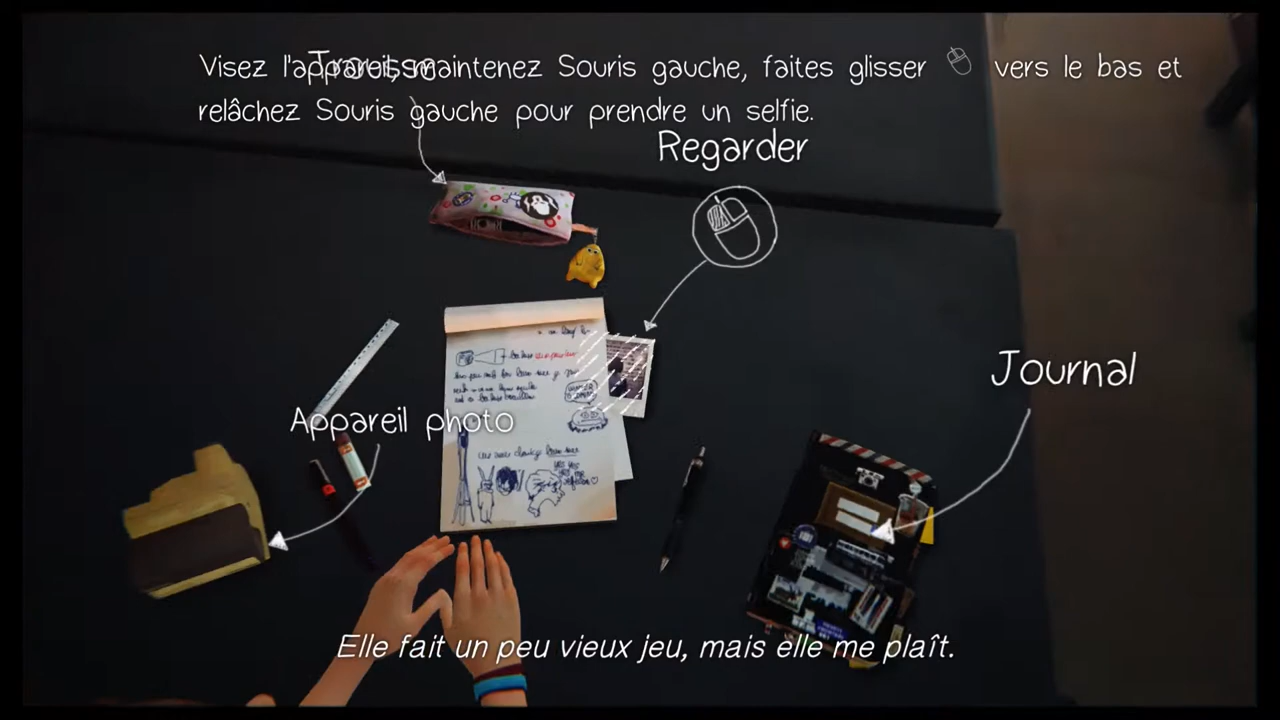 Trousse
Visez l'appareil, maintenez Souris gauche, faites glisser vers le bas et
relâchez Souris gauche pour prendre un selfie.
Regarder
Journal
Appareil photo
Elle fait un peu vieux jeu, mais elle me plaît.